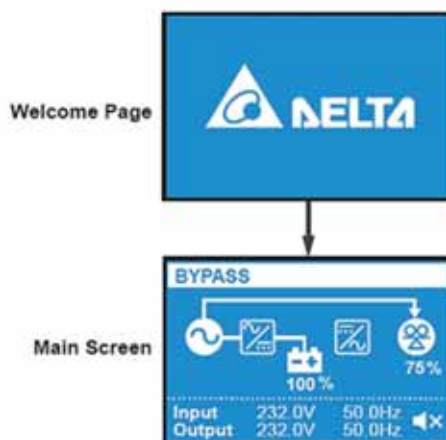 Welcome Page
DELTA
Main Screen
BYPASS
100 %
75%
Input 232.0V 50.0Hz
Output 232.0V 50.0Hz